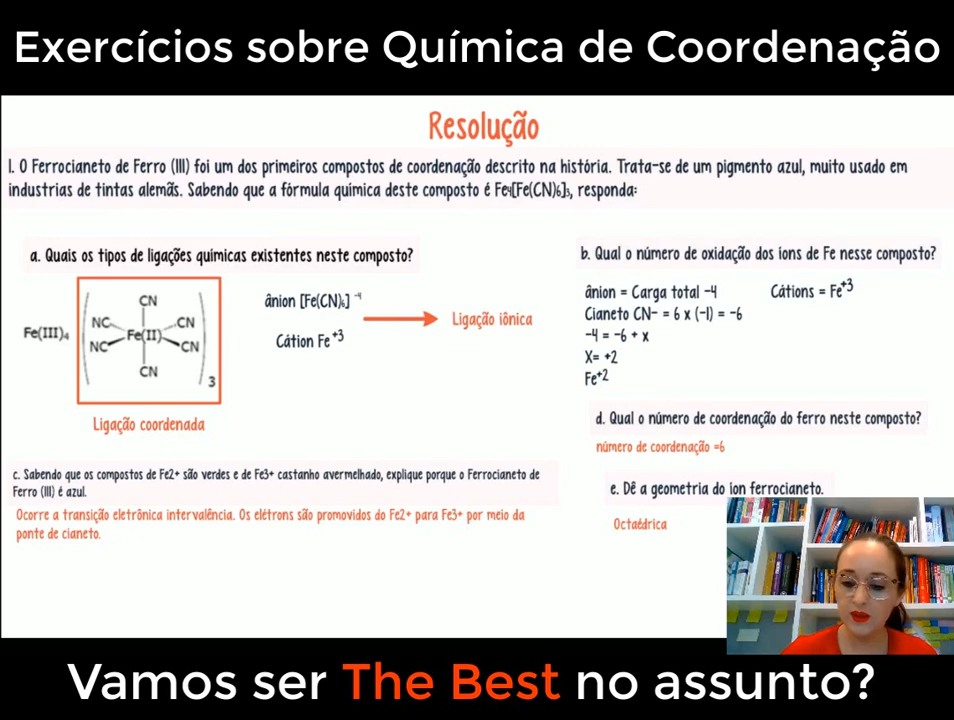 Exercícios sobre Química de Coordenação
Resolução
1. O Ferrocianeto de Ferro (III) foi um dos primeiros compostos de coordenação descrito na história. Trata-se de um pigmento azul, muito usado em
industrias de tintas alemãs. Sabendo que a fórmula química deste composto é Fe4[Fe(CN)6]3, responda:
a. Quais os tipos de ligações químicas existentes neste composto?
Fe(III)4
CN
NC
CN
Fe(II)
NC
CN
CN
3
Ligação coordenada
ânion [Fe(CN)6] -4
Cátion Fe +3
Ligação iônica
b. Qual o número de oxidação dos íons de Fe nesse composto?
ânion = Carga total -4
Cátions = Fe+3
Cianeto CN- = 6 x (-1) = -6
-4 = -6 + x
X= +2
Fe+2
c. Sabendo que os compostos de Fe2+ são verdes e de Fe3+ castanho avermelhado, explique porque o Ferrocianeto de
Ferro (III) é azul.
Ocorre a transição eletrônica intervalência. Os elétrons são promovidos do Fe2+ para Fe3+ por meio da
ponte de cianeto.
d. Qual o número de coordenação do ferro neste composto?
número de coordenação =6
e. Dê a geometria do ion ferrocianeto.
Octaédrica
Vamos ser The Best no assunto?